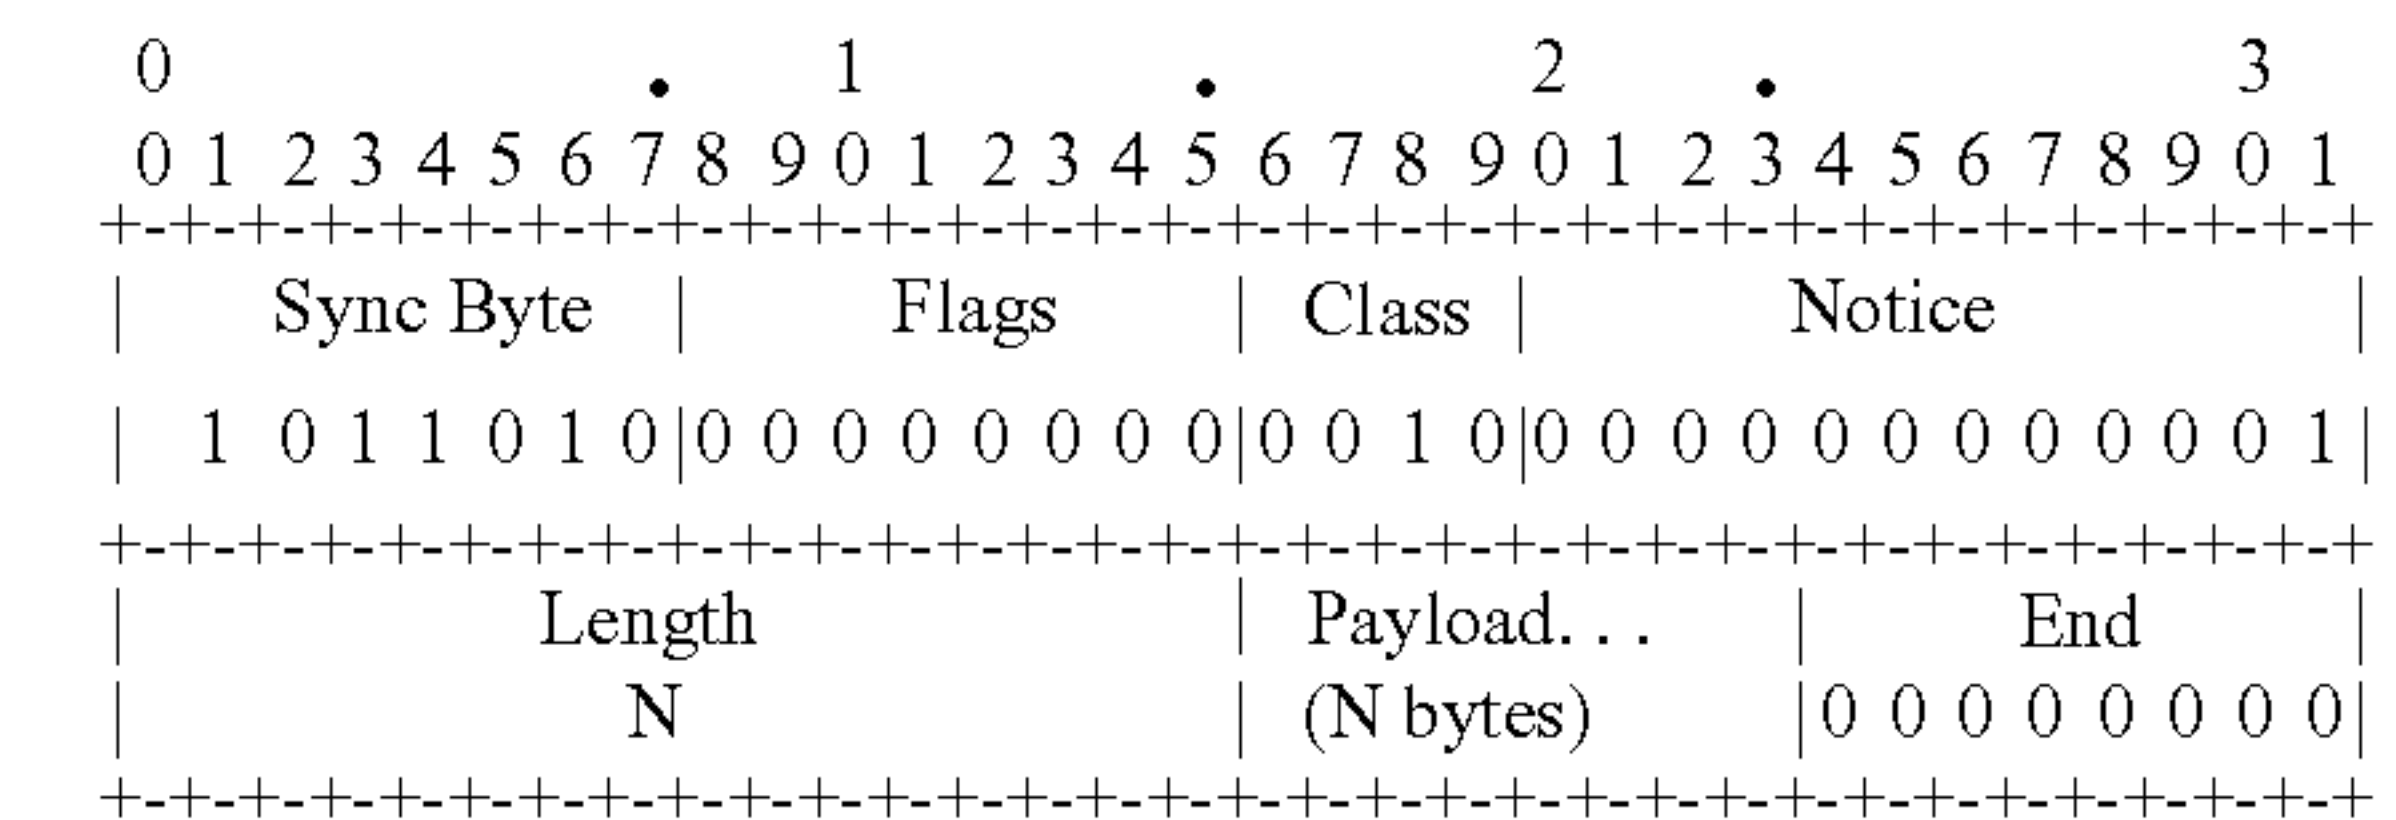 0 • 1 • 2 • 3
0 1 2 3 4 5 6 7 8 9 0 1 2 3 4 5 6 7 8 9 0 1 2 3 4 5 6 7 8 9 0 1
+-+-+-+-+-+-+-+-+-+-+-+-+-+-+-+-+-+-+-+-+-+-+-+-+-+-+-+-+-+-+-+-+
| Sync Byte | Flags | Class | Notice |
| 1 0 1 1 0 1 0|0 0 0 0 0 0 0 0|0 0 1 0|0 0 0 0 0 0 0 0 0 0 0 1|
+-+-+-+-+-+-+-+-+-+-+-+-+-+-+-+-+-+-+-+-+-+-+-+-+-+-+-+-+-+-+-+-+
| Length | Payload. . . | End |
| N | (N bytes) |0 0 0 0 0 0 0 0|
+-+-+-+-+-+-+-+-+-+-+-+-+-+-+-+-+-+-+-+-+-+-+-+-+-+-+-+-+-+-+-+-+